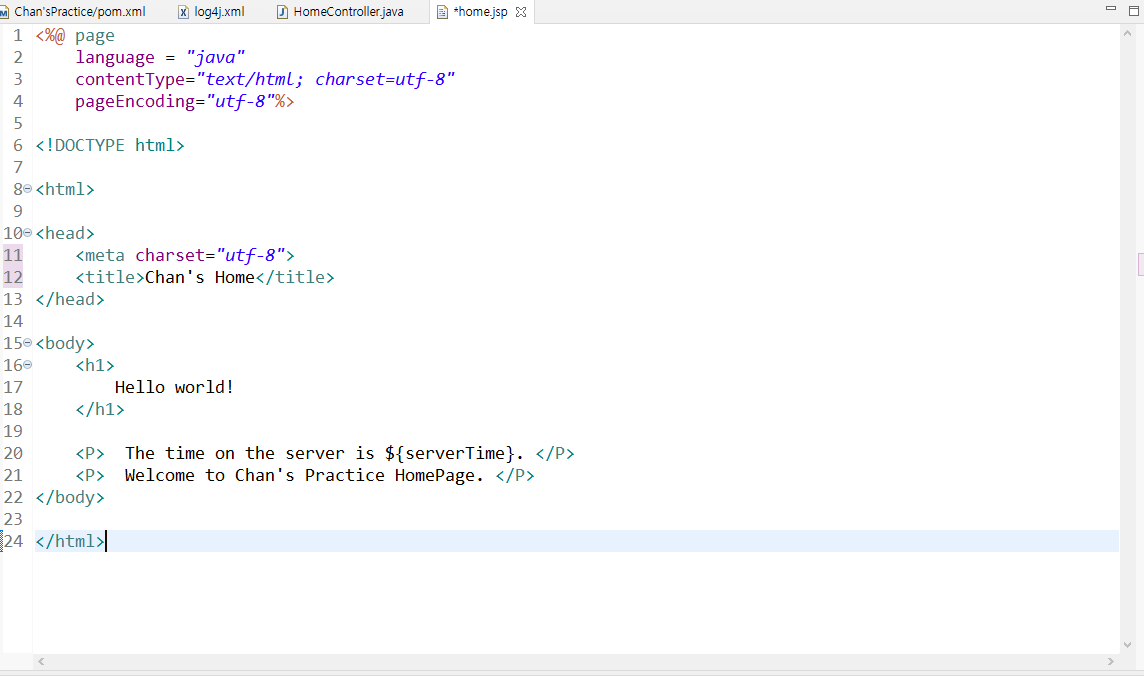 Chan'sPractice/pom.xml log4j.xml HomeController.java *home.jsp
1 <%@ page
2 language = "java"
3 contentType="text/html; charset=utf-8"
4 pageEncoding="utf-8"%>
5
6 <!DOCTYPE html>
7
8 <html>
9
10 <head>
11 <meta charset="utf-8">
12 <title>Chan's Home</title>
13 </head>
14
15 <body>
16 <h1>
17 Hello world!
18 </h1>
19
20 <P>  The time on the server is ${serverTime}. </P>
21 <P>  Welcome to Chan's Practice HomePage. </P>
22 </body>
23
24 </html>